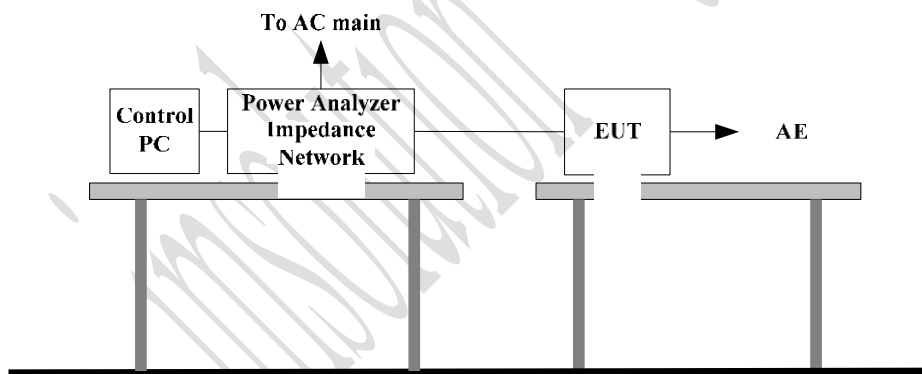 To AC main
Control
PC
Power Analyzer
Impedance
Network
EUT
AE